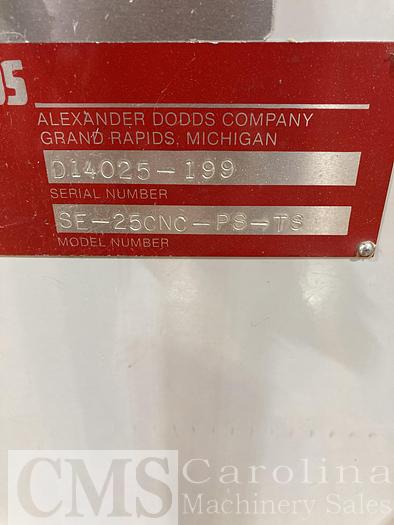 DS
ALEXANDER DODDS COMPANY
GRAND RAPIDS, MICHIGAN
D14025-199
SERIAL NUMBER
SE-25CNC-PS-TS
MODEL NUMBER
CMS Carolina
Machinery Sales